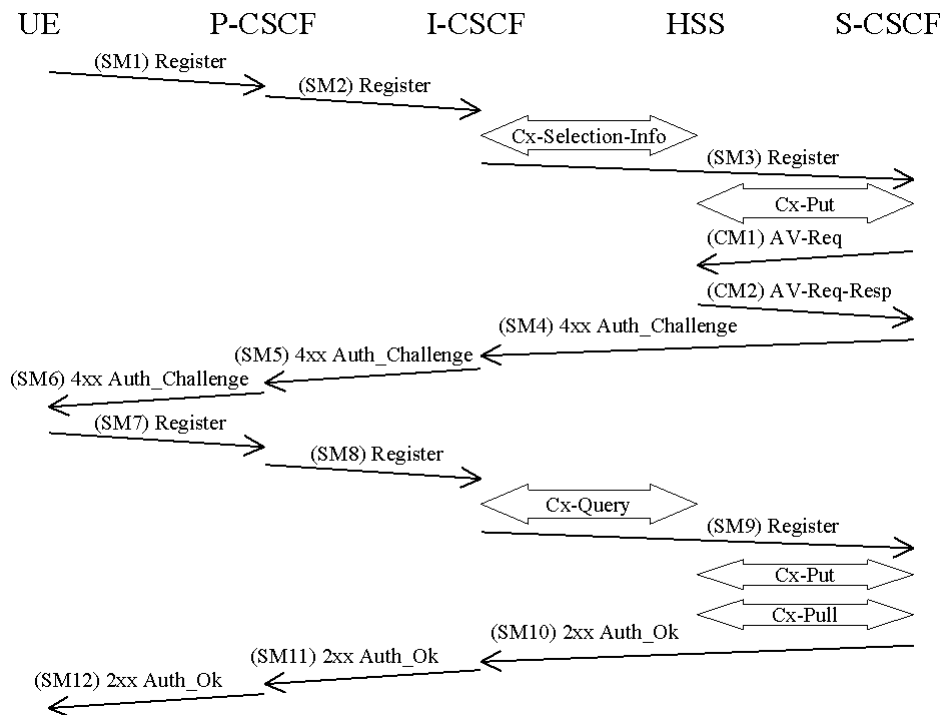 UE P-CSCF I-CSCF HSS S-CSCF
(SM1) Register
(SM2) Register
Cx-Selection-Info
(SM3) Register
Cx-Put
(CM1) AV-Req
(CM2) AV-Req-Resp
(SM4) 4xx Auth_Challenge
(SM5) 4xx Auth_Challenge
(SM6) 4xx Auth_Challenge
(SM7) Register
(SM8) Register
Cx-Query
(SM9) Register
Cx-Put
Cx-Pull
(SM10) 2xx Auth_Ok
(SM11) 2xx Auth_Ok
(SM12) 2xx Auth_Ok